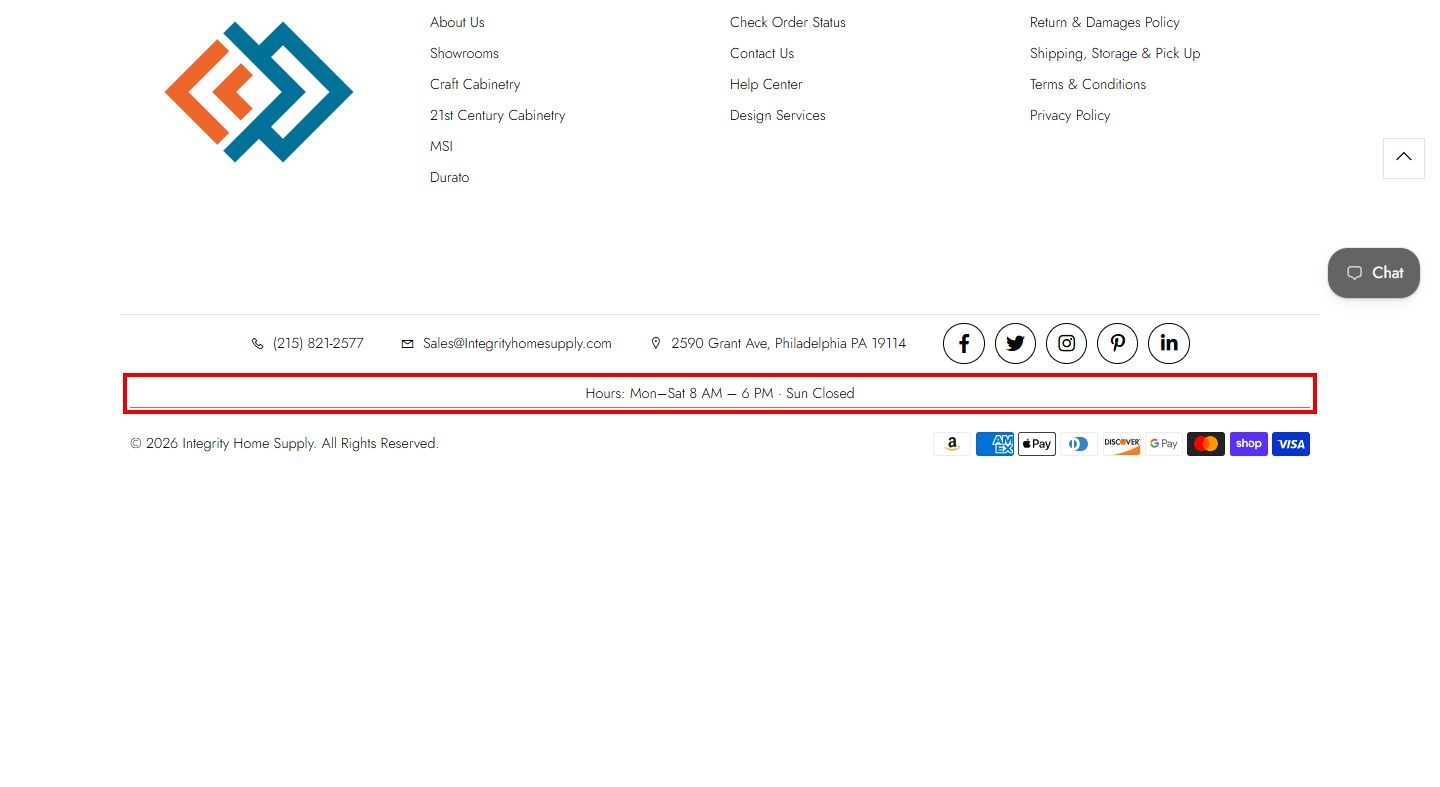 About Us
Showrooms
Craft Cabinetry
21st Century Cabinetry
MSI
Durato
Check Order Status
Contact Us
Help Center
Design Services
Return & Damages Policy
Shipping, Storage & Pick Up
Terms & Conditions
Privacy Policy
Chat
(215) 821-2577
Sales@Integrityhomesupply.com
2590 Grant Ave, Philadelphia PA 19114
Hours: Mon–Sat 8 AM – 6 PM · Sun Closed
© 2026 Integrity Home Supply. All Rights Reserved.
a
AM EX
Pay
DISCOVER
G Pay
shop
VISA